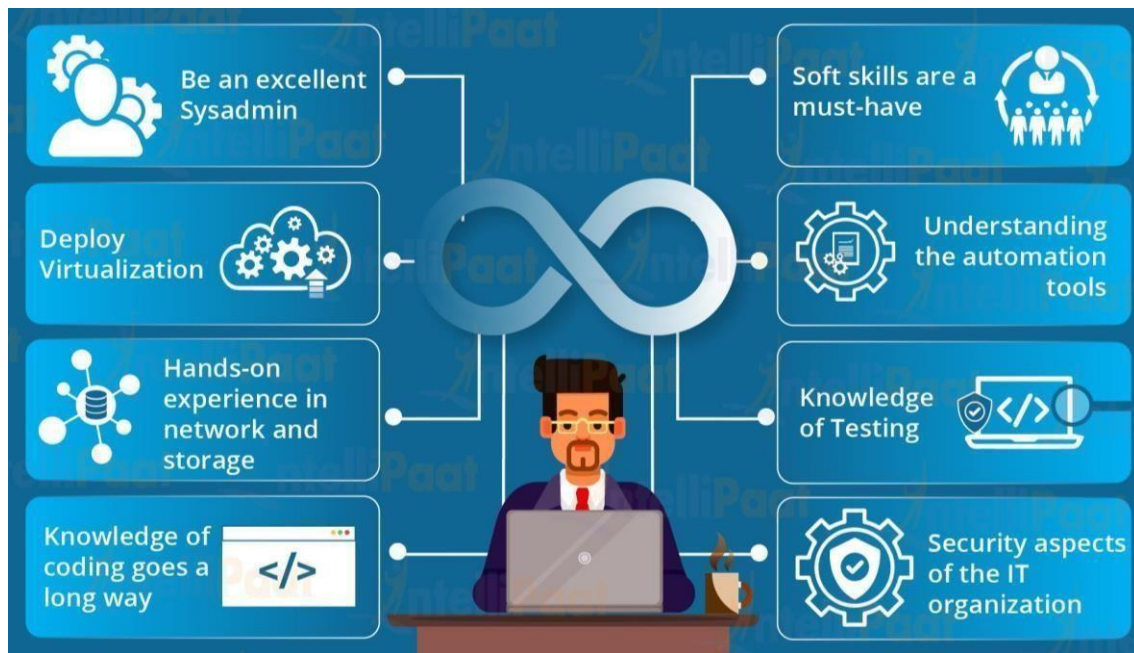 Be an excellent
Sysadmin
Deploy
Virtualization
Hands-on
experience in
network and
storage
Knowledge of
coding goes a
long way
</>
Soft skills are a
must-have
Understanding
the automation
tools
Knowledge
of Testing
</>
Security aspects
of the IT
organization
IntelliPaat